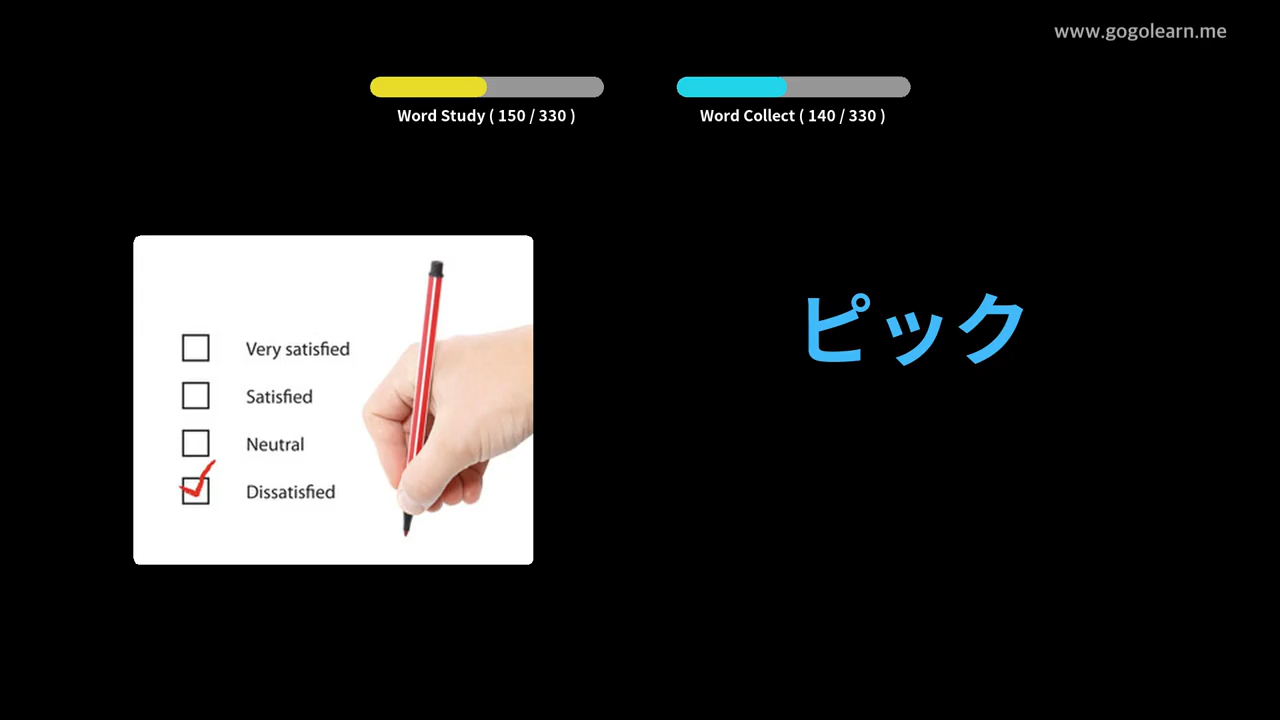 www.gogolearn.me
Word Study ( 150 / 330 )
Word Collect ( 140 / 330 )
Very satisfied
Satisfied
Neutral
Dissatisfied
ピック